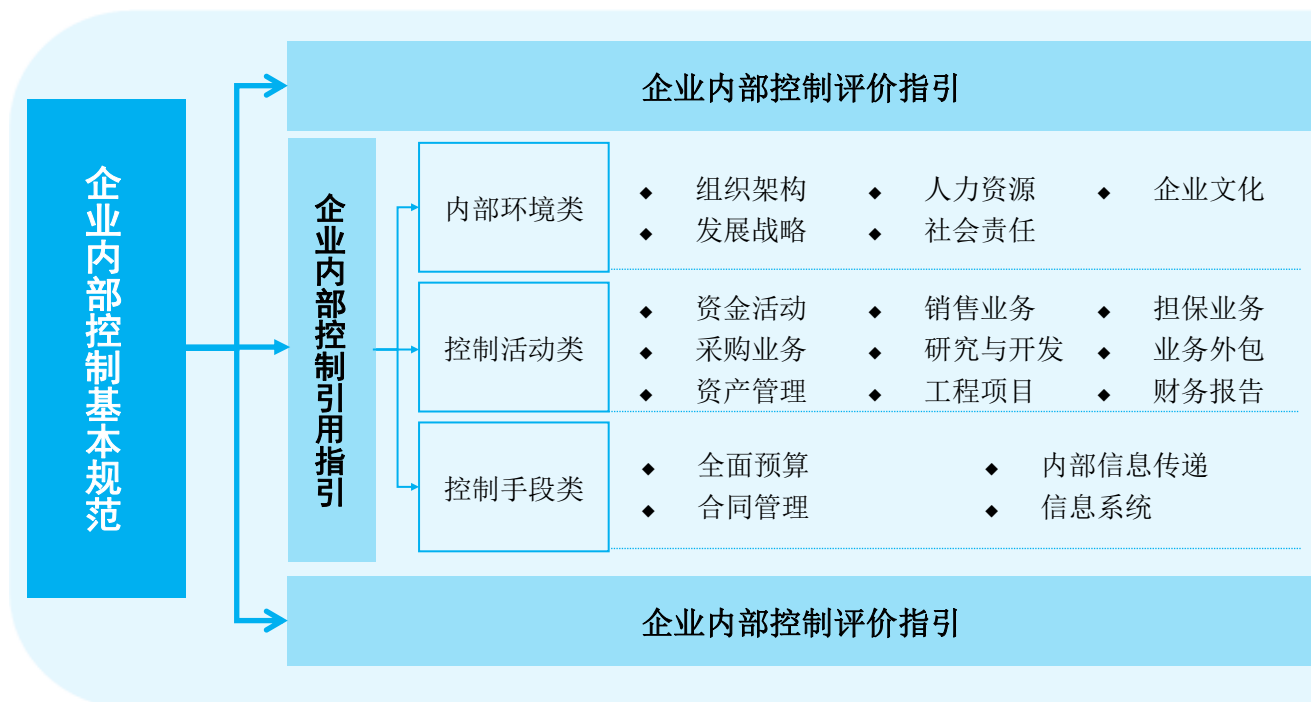 企业内部控制基本规范
企业内部控制评价指引
企业内部控制引用指引
内部环境类
◆ 组织架构 ◆ 人力资源 ◆ 企业文化
◆ 发展战略 ◆ 社会责任
控制活动类
◆ 资金活动 ◆ 销售业务 ◆ 担保业务
◆ 采购业务 ◆ 研究与开发 ◆ 业务外包
◆ 资产管理 ◆ 工程项目 ◆ 财务报告
控制手段类
◆ 全面预算 ◆ 内部信息传递
◆ 合同管理 ◆ 信息系统
企业内部控制评价指引